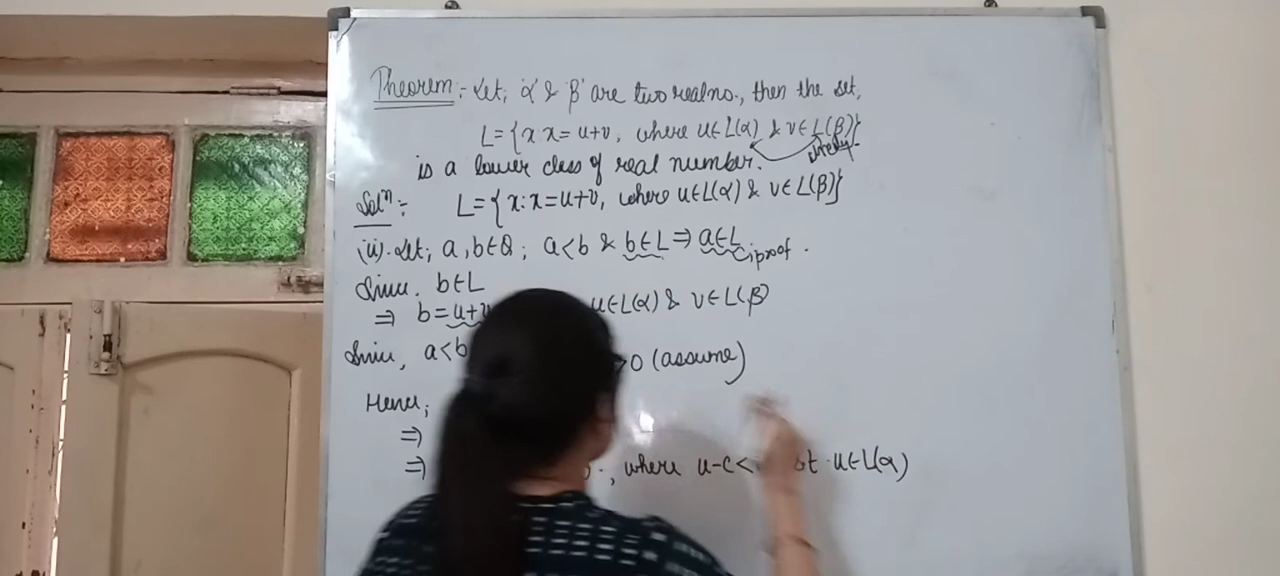 Theorem:- Let, α & β are two real no., then the set,
L={x x=u+v, where u∈L(α) & v∈L(β)}
is a lower class of real number.
Solⁿ:- L={x:x=u+v, where u∈L(α) & v∈L(β)}
(ii). Let; a,b∈Q; a<b & b∈L⇒a∈L proof.
Since. b∈L
⇒ b=u+ u∈L(α) & v∈L(β)
Since, a<b >0 (assume)
Hence;
⇒
⇒ , where u-c< bt u∈L(α)